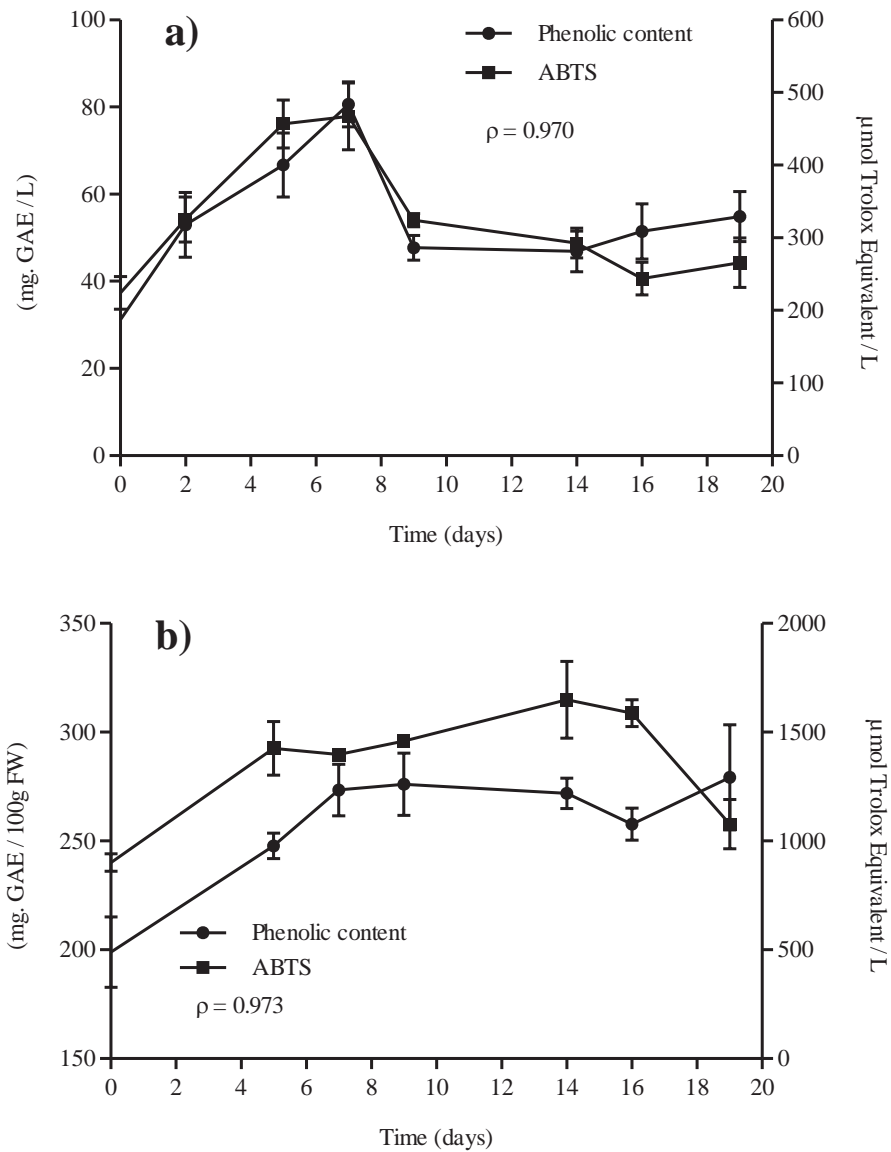 a)
Phenolic content
ABTS
ρ = 0.970
100
80
60
40
20
0
(mg. GAE / L)
600
500
400
300
200
100
0
μmol Trolox Equivalent / L
0 2 4 6 8 10 12 14 16 18 20
Time (days)
b)
350
300
250
200
150
(mg. GAE / 100g FW)
2000
1500
1000
500
0
μmol Trolox Equivalent / L
Phenolic content
ABTS
ρ = 0.973
0 2 4 6 8 10 12 14 16 18 20
Time (days)